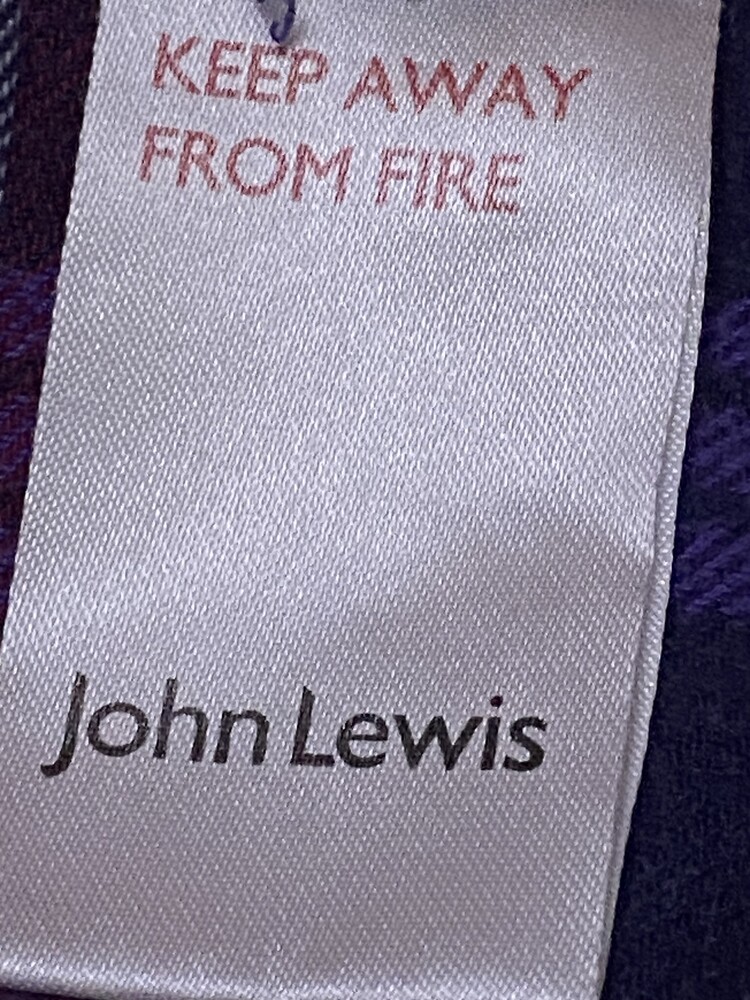 KEEP AWAY
FROM FIRE
John Lewis